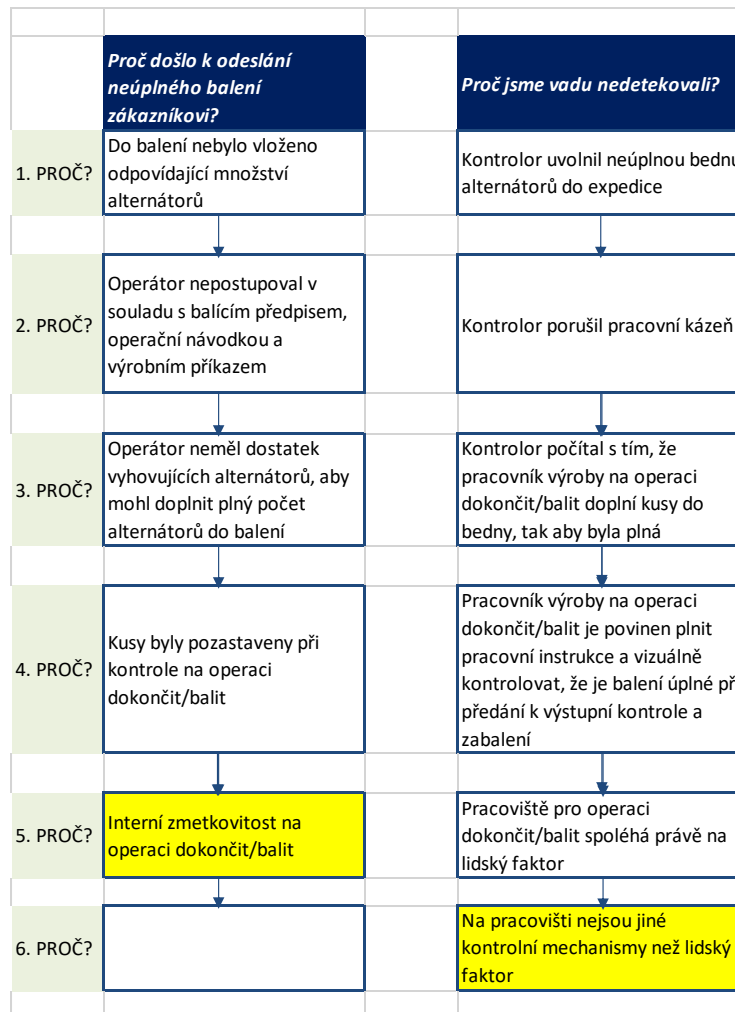 Proč došlo k odeslání
neúplného balení
zákazníkovi?
Proč jsme vadu nedetekovali?
1. PROČ?
Do balení nebylo vloženo
odpovídající množství
alternátorů
Kontrolor uvolnil neúplnou bednu
alternátorů do expedice
2. PROČ?
Operátor nepostupoval v
souladu s balícím předpisem,
operační návodkou a
výrobním příkazem
Kontrolor porušil pracovní kázeň
3. PROČ?
Operátor neměl dostatek
vyhovujících alternátorů, aby
mohl doplnit plný počet
alternátorů do balení
Kontrolor počítal s tím, že
pracovník výroby na operaci
dokončit/balit doplní kusy do
bedny, tak aby byla plná
4. PROČ?
Kusy byly pozastaveny při
kontrole na operaci
dokončit/balit
Pracovník výroby na operaci
dokončit/balit je povinen plnit
pracovní instrukce a vizuálně
kontrolovat, že je balení úplné př
předání k výstupní kontrole a
zabalení
5. PROČ?
Interní zmetkovitost na
operaci dokončit/balit
Pracoviště pro operaci
dokončit/balit spoléhá právě na
lidský faktor
6. PROČ?
Na pracovišti nejsou jiné
kontrolní mechanismy než lidský
faktor